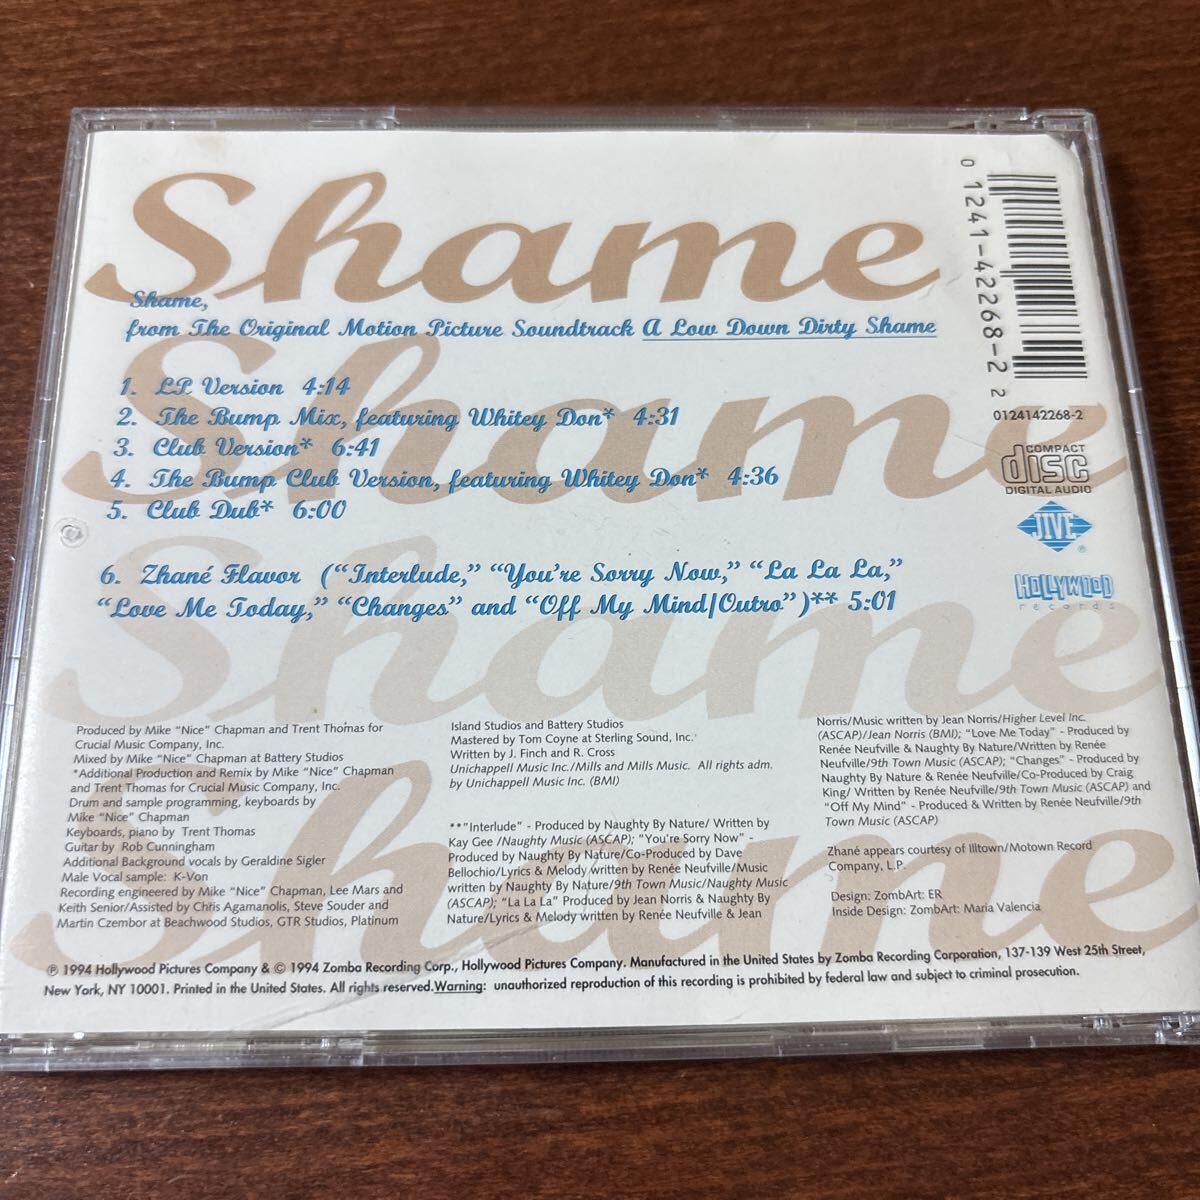 Shame
Shame,
from The Original Motion Picture Soundtrack A Low Down Dirty Shame
Shame
1. LP Version 4:14
2. The Bump Mix, featuring Whitey Don* 4:31
3. Club Version* 6:41
4. The Bump Club Version, featuring Whitey Don* 4:36
5. Club Dub* 6:00
Shame
6. Zhané Flavor ("Interlude," "You're Sorry Now," "La La La,"
"Love Me Today," "Changes" and "Off My Mind/Outro")** 5:01
0 1241-42268-2 2
0124142268-2
COMPACT
disc
DIGITAL AUDIO
JIVE
®
HOLLYWOOD
records
Shame
Produced by Mike "Nice" Chapman and Trent Thomas for
Crucial Music Company, Inc.
Mixed by Mike "Nice" Chapman at Battery Studios
*Additional Production and Remix by Mike "Nice" Chapman
and Trent Thomas for Crucial Music Company, Inc.
Drum and sample programming, keyboards by
Mike "Nice" Chapman
Keyboards, piano by Trent Thomas
Guitar by Rob Cunningham
Additional Background vocals by Geraldine Sigler
Male Vocal sample: K-Von
Recording engineered by Mike "Nice" Chapman, Lee Mars and
Keith Senior/Assisted by Chris Agamanolis, Steve Souder and
Martin Czembor at Beachwood Studios, GTR Studios, Platinum
Island Studios and Battery Studios
Mastered by Tom Coyne at Sterling Sound, Inc.
Written by J. Finch and R. Cross
Unichappell Music Inc./Mills and Mills Music. All rights adm.
by Unichappell Music Inc. (BMI)
**"Interlude" - Produced by Naughty By Nature/ Written by
Kay Gee /Naughty Music (ASCAP); "You're Sorry Now" -
Produced by Naughty By Nature/Co-Produced by Dave
Bellochio/Lyrics & Melody written by Renée Neufville/Music
written by Naughty By Nature/9th Town Music/Naughty Music
(ASCAP); "La La La" Produced by Jean Norris & Naughty By
Nature/Lyrics & Melody written by Renée Neufville & Jean
Norris/Music written by Jean Norris/Higher Level Inc.
(ASCAP)/Jean Norris (BMI); "Love Me Today" - Produced by
Renée Neufville & Naughty By Nature/Written by Renée
Neufville/9th Town Music (ASCAP); "Changes" - Produced by
Naughty By Nature & Renée Neufville/Co-Produced by Craig
King/ Written by Renée Neufville/9th Town Music (ASCAP) and
"Off My Mind" - Produced & Written by Renée Neufville/9th
Town Music (ASCAP)
Zhané appears courtesy of Illtown/Motown Record
Company, L.P.
Design: ZombArt: ER
Inside Design: ZombArt: Maria Valencia
℗ 1994 Hollywood Pictures Company & © 1994 Zomba Recording Corp., Hollywood Pictures Company. Manufactured in the United States by Zomba Recording Corporation, 137-139 West 25th Street,
New York, NY 10001. Printed in the United States. All rights reserved.Warning: unauthorized reproduction of this recording is prohibited by federal law and subject to criminal prosecution.